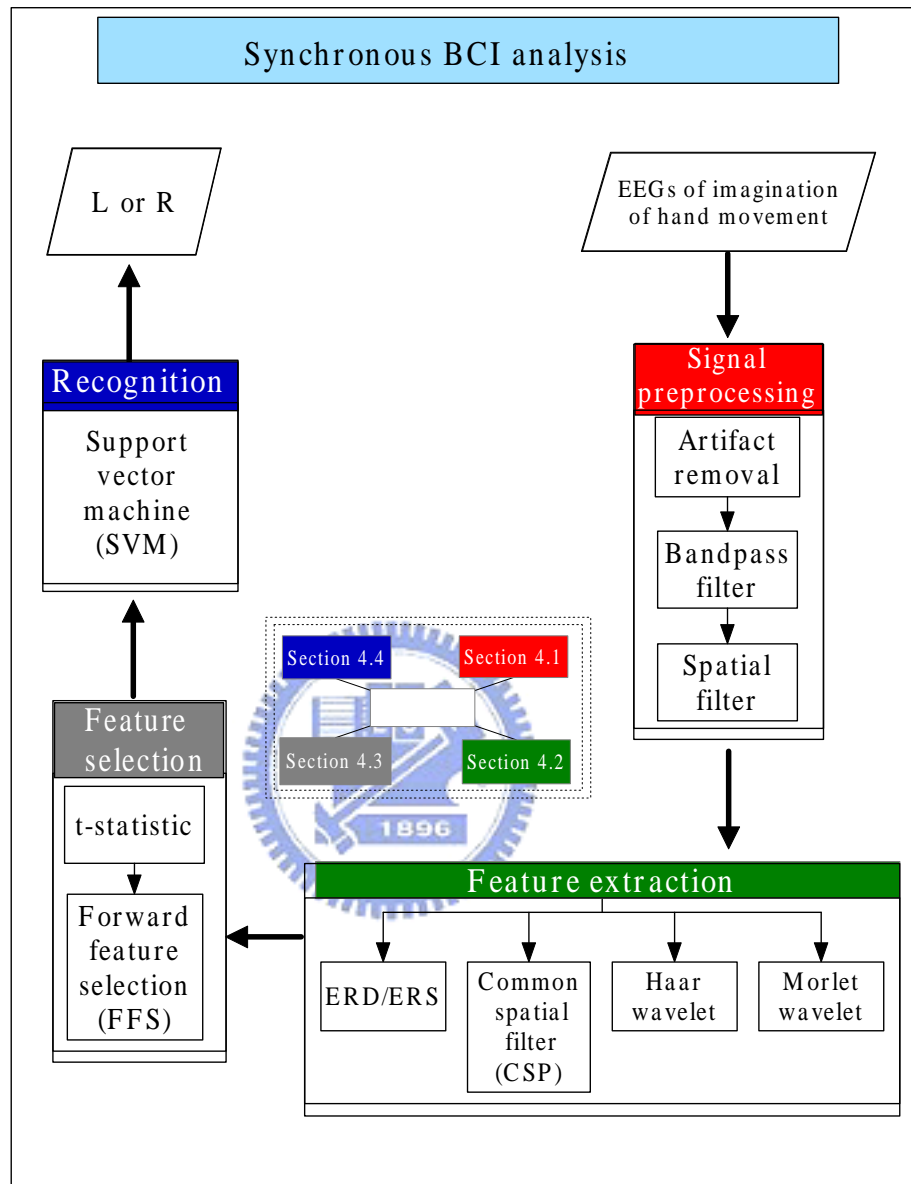 Synchronous BCI analysis
L or R
EEGs of imagination
of hand movement
Signal
preprocessing
Artifact
removal
Bandpass
filter
Spatial
filter
Recognition
Support
vector
machine
(SVM)
Section 4.4
Section 4.1
Section 4.3
Section 4.2
1896
Feature
selection
t-statistic
Forward
feature
selection
(FFS)
Feature extraction
ERD/ERS
Common
spatial
filter
(CSP)
Haar
wavelet
Morlet
wavelet